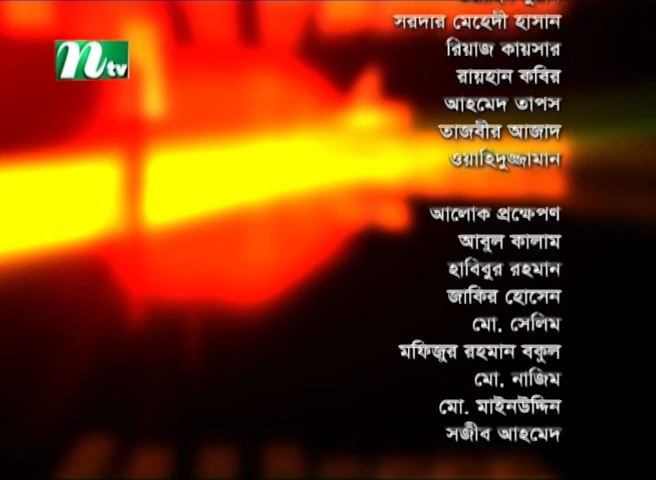 সরদার মেহেদী হাসান
ntv
রিয়াজ কায়সার
রায়হান কবির
আহমেদ তাপস
তাজবীর আজাদ
ওয়াহিদুজ্জামান
আলোক প্রক্ষেপণ
আবুল কালাম
হাবিবুর রহমান
জাকির হোসেন
মো. সেলিম
মফিজুর রহমান বকুল
মো. নাজিম
মো. মাইনউদ্দিন
সজীব আহমেদ